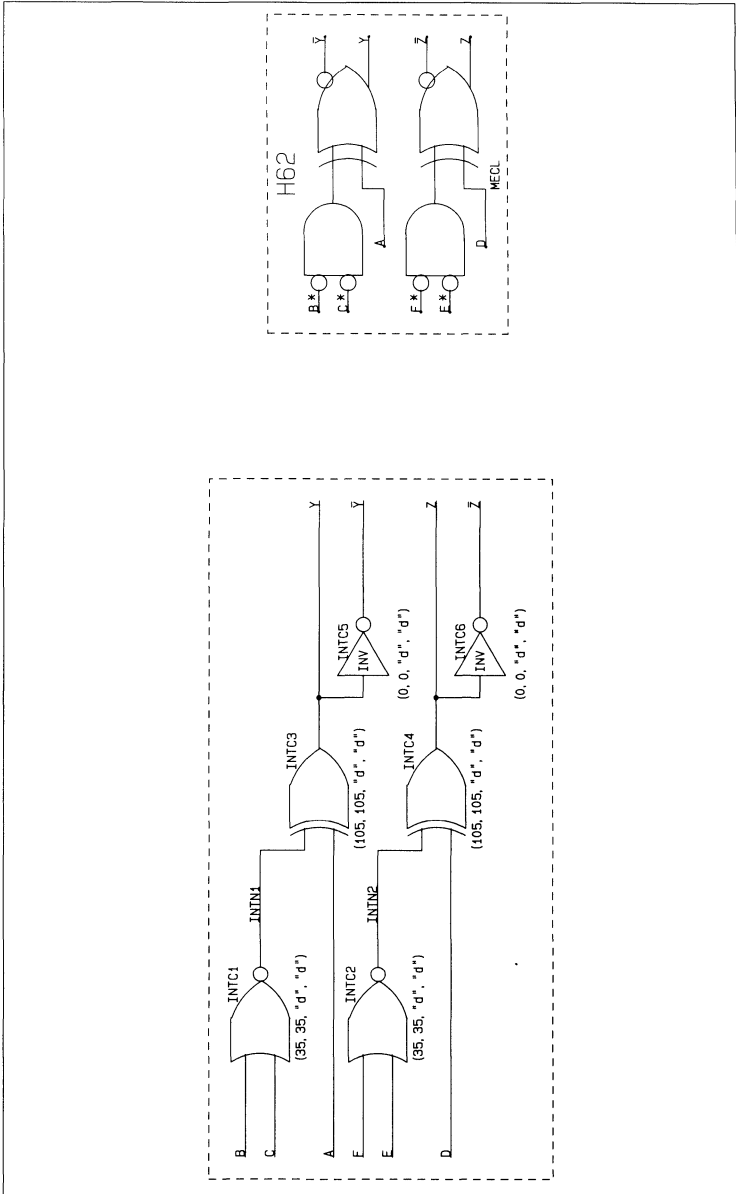 H62
B*
C*
A
Y̅
Y
F*
E*
D
Z̅
Z
MECL
B
C
A
INTC1
(35, 35, "d", "d")
INTN1
INTC3
(105, 105, "d", "d")
INTC5
INV
(0, 0, "d", "d")
Y
Y̅
F
E
D
INTC2
(35, 35, "d", "d")
INTN2
INTC4
(105, 105, "d", "d")
INTC6
INV
(0, 0, "d", "d")
Z
Z̅